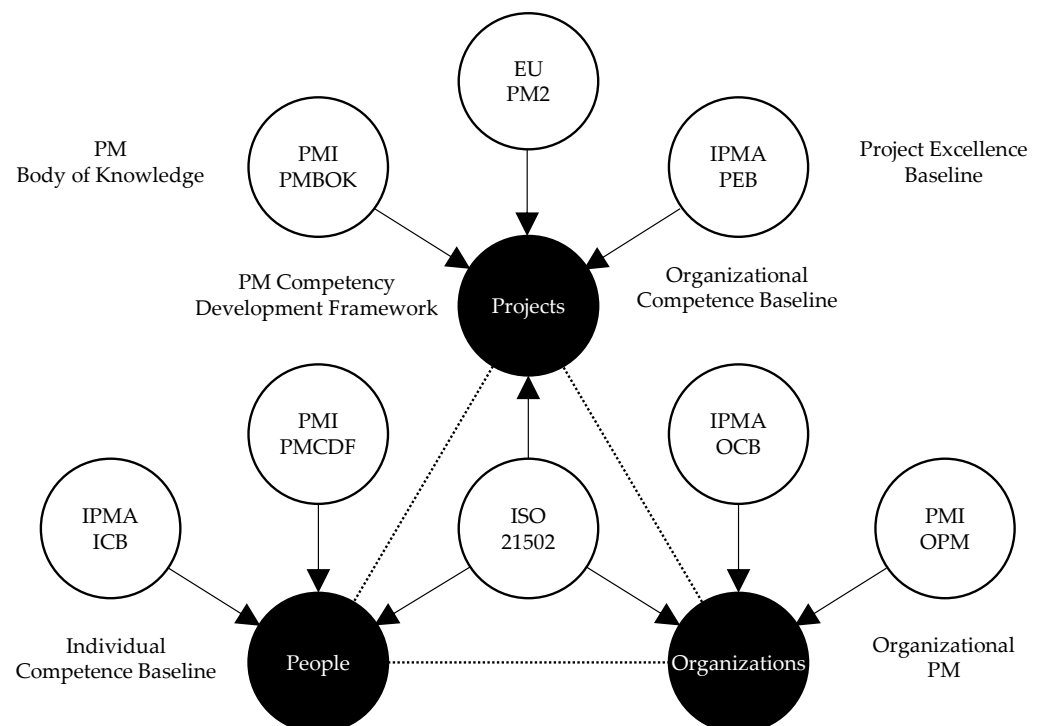 EU
PM2
PM
Body of Knowledge
PMI
PMBOK
IPMA
PEB
Project Excellence
Baseline
PM Competency
Development Framework
Projects
Organizational
Competence Baseline
PMI
PMCDF
IPMA
OCB
IPMA
ICB
ISO
21502
PMI
OPM
Individual
Competence Baseline
People
Organizations
Organizational
PM